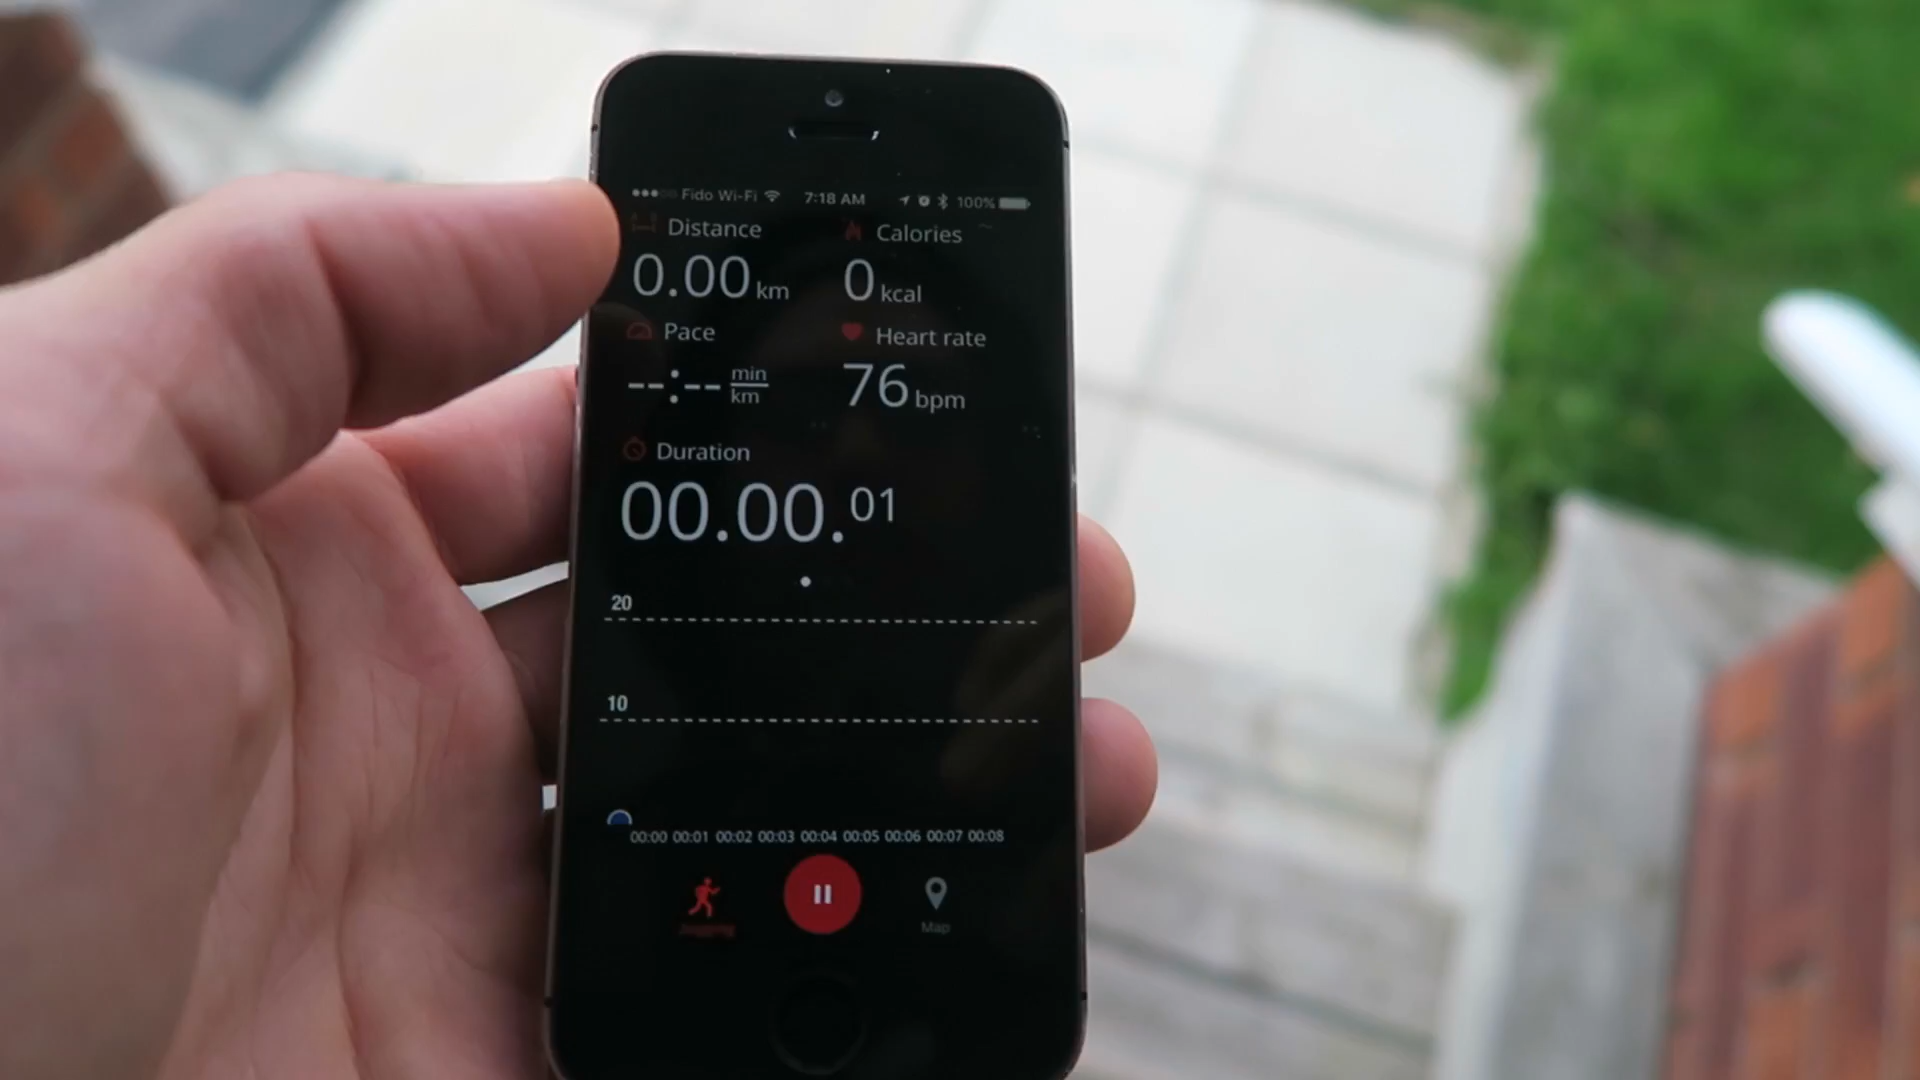 Fido Wi-Fi 7:18 AM 100%
Distance Calories
0.00 km 0 kcal
Pace Heart rate
--:-- min/km 76 bpm
Duration
00.00.01
20
10
00:00 00:01 00:02 00:03 00:04 00:05 00:06 00:07 00:08
Map